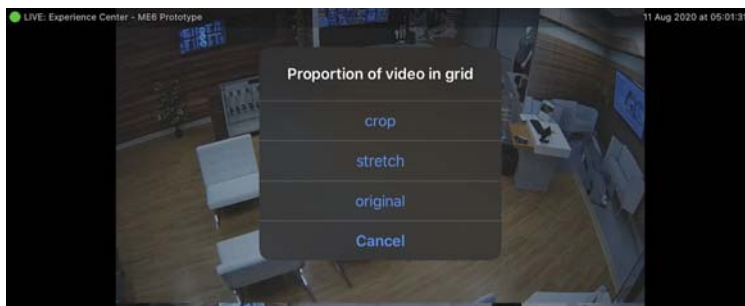 LIVE: Experience Center - ME6 Prototype
11 Aug 2020 at 05:01:31
Proportion of video in grid
crop
stretch
original
Cancel